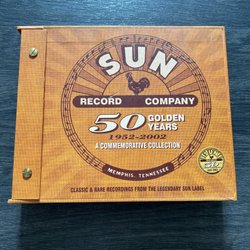 SUN
RECORD COMPANY
50 GOLDEN YEARS
1952-2002
A COMMEMORATIVE COLLECTION
MEMPHIS, TENNESSEE
CLASSIC & RARE RECORDINGS FROM THE LEGENDARY SUN LABEL